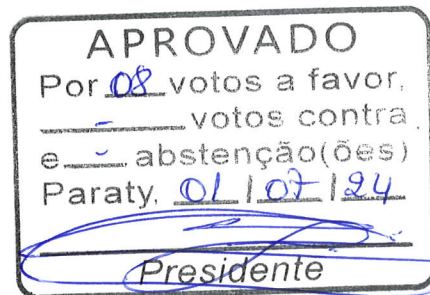 APROVADO
Por 08 votos a favor,
- votos contra
e - abstenção(ões)
Paraty, 01 / 07 / 24
Presidente